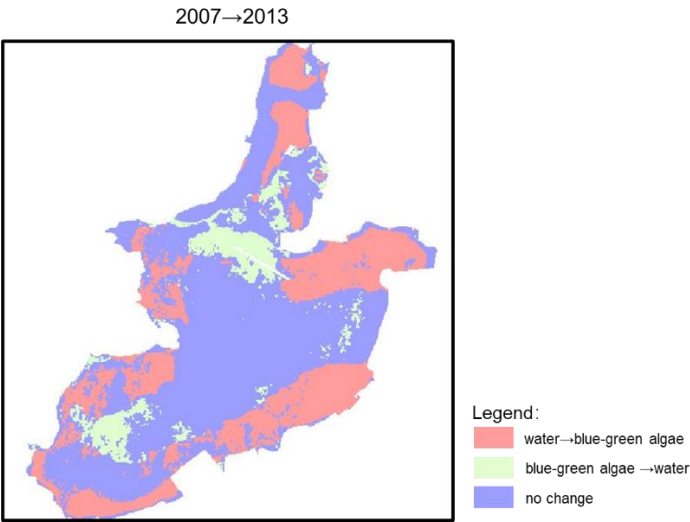 2007→2013
Legend:
water→blue-green algae
blue-green algae →water
no change